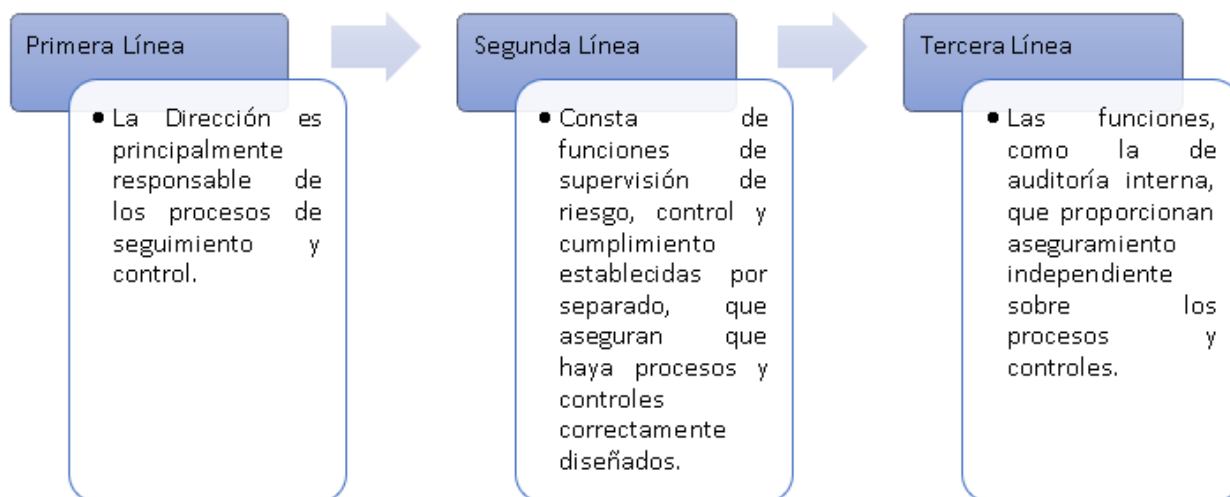 Primera Línea
• La Dirección es
principalmente
responsable de
los procesos de
seguimiento y
control.
Segunda Línea
• Consta de
funciones de
supervisión de
riesgo, control y
cumplimiento
establecidas por
separado, que
aseguran que
haya procesos y
controles
correctamente
diseñados.
Tercera Línea
• Las funciones,
como la de
auditoría interna,
que proporcionan
aseguramiento
independiente
sobre los
procesos y
controles.